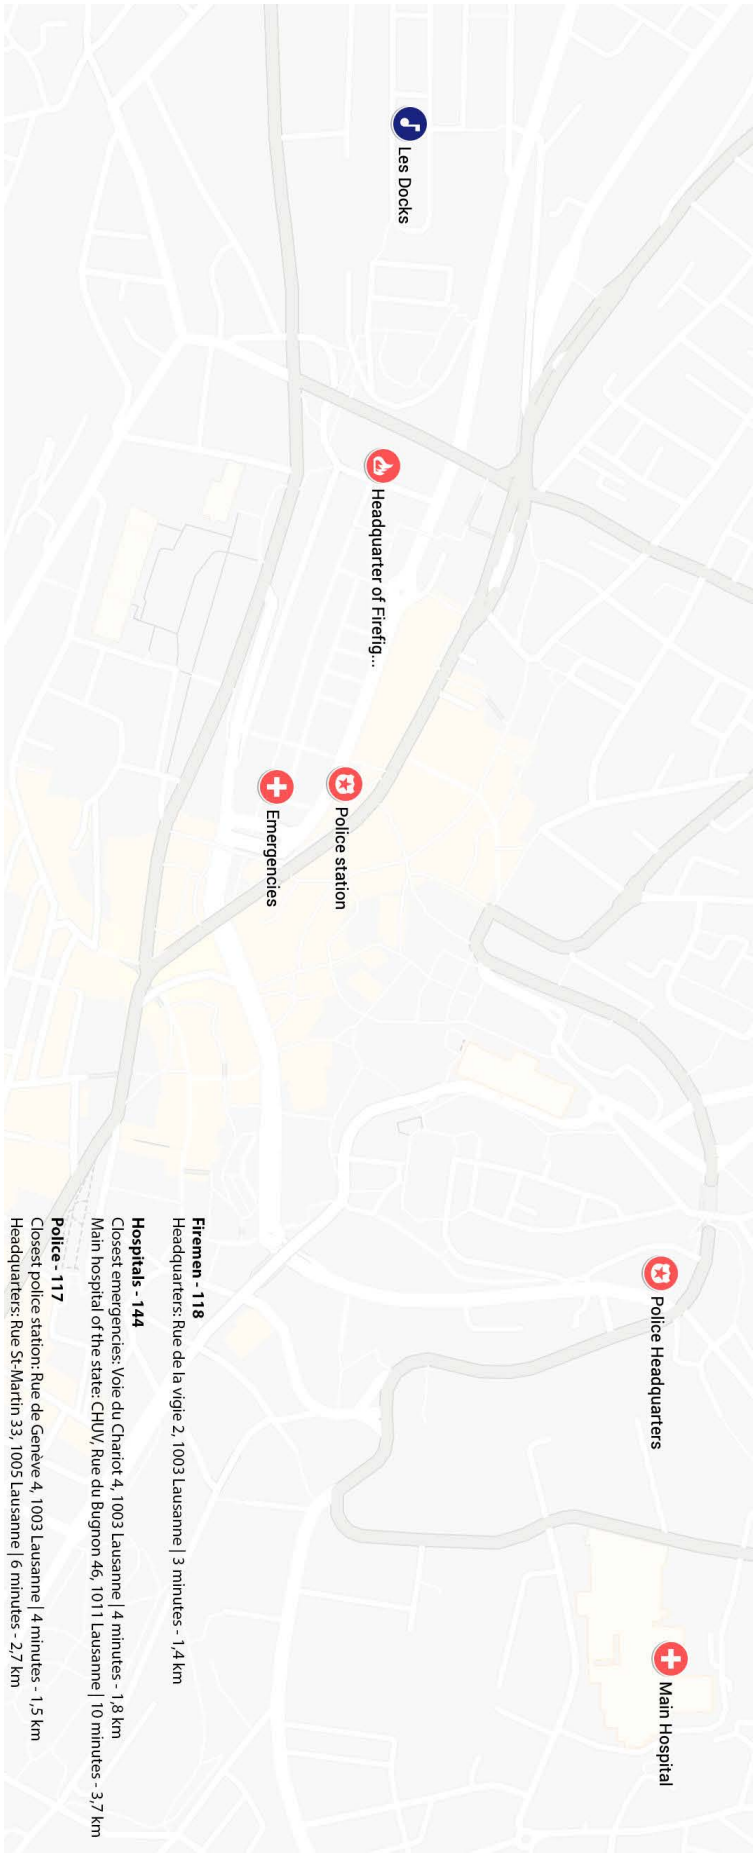 Les Docks
Headquarter of Firefig...
Police station
Emergencies
Police Headquarters
Main Hospital
Firemen - 118
Headquarters: Rue de la vigie 2, 1003 Lausanne | 3 minutes - 1,4 km
Hospitals - 144
Closest emergencies: Voie du Chariot 4, 1003 Lausanne | 4 minutes - 1,8 km
Main hospital of the state: CHUV, Rue du Bugnon 46, 1011 Lausanne | 10 minutes - 3,7 km
Police - 117
Closest police station: Rue de Genève 4, 1003 Lausanne | 4 minutes - 1,5 km
Headquarters: Rue St-Martin 33, 1005 Lausanne | 6 minutes - 2,7 km